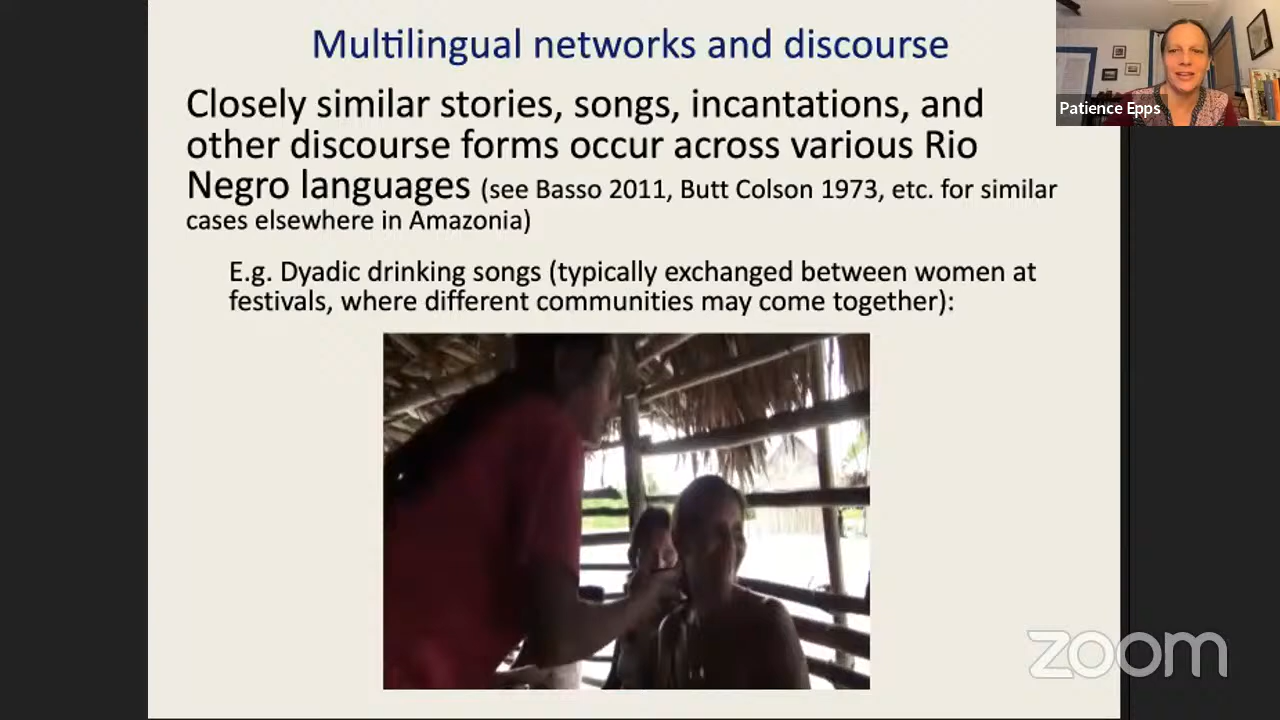 Multilingual networks and discourse
Closely similar stories, songs, incantations, and
other discourse forms occur across various Rio
Negro languages (see Basso 2011, Butt Colson 1973, etc. for similar
cases elsewhere in Amazonia)
E.g. Dyadic drinking songs (typically exchanged between women at
festivals, where different communities may come together):
Patience Epps
zoom